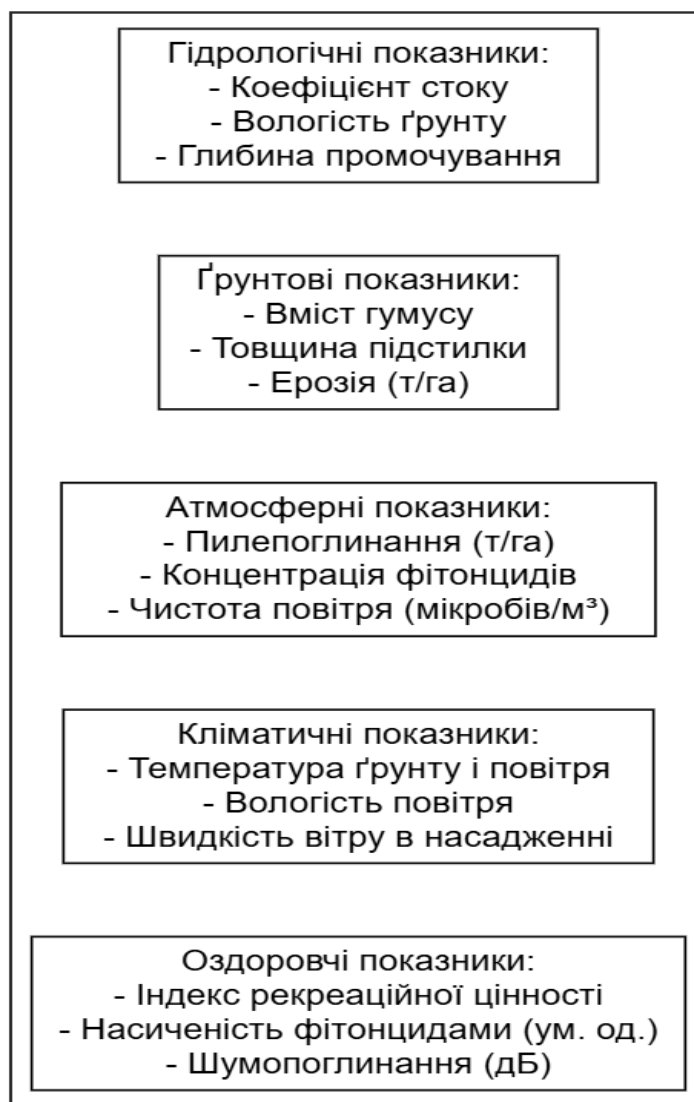 Гідрологічні показники:
- Коефіцієнт стоку
- Вологість ґрунту
- Глибина промочування
Ґрунтові показники:
- Вміст гумусу
- Товщина підстилки
- Ерозія (т/га)
Атмосферні показники:
- Пилепоглинання (т/га)
- Концентрація фітонцидів
- Чистота повітря (мікробів/м³)
Кліматичні показники:
- Температура ґрунту і повітря
- Вологість повітря
- Швидкість вітру в насадженні
Оздоровчі показники:
- Індекс рекреаційної цінності
- Насиченість фітонцидами (ум. од.)
- Шумопоглинання (дБ)